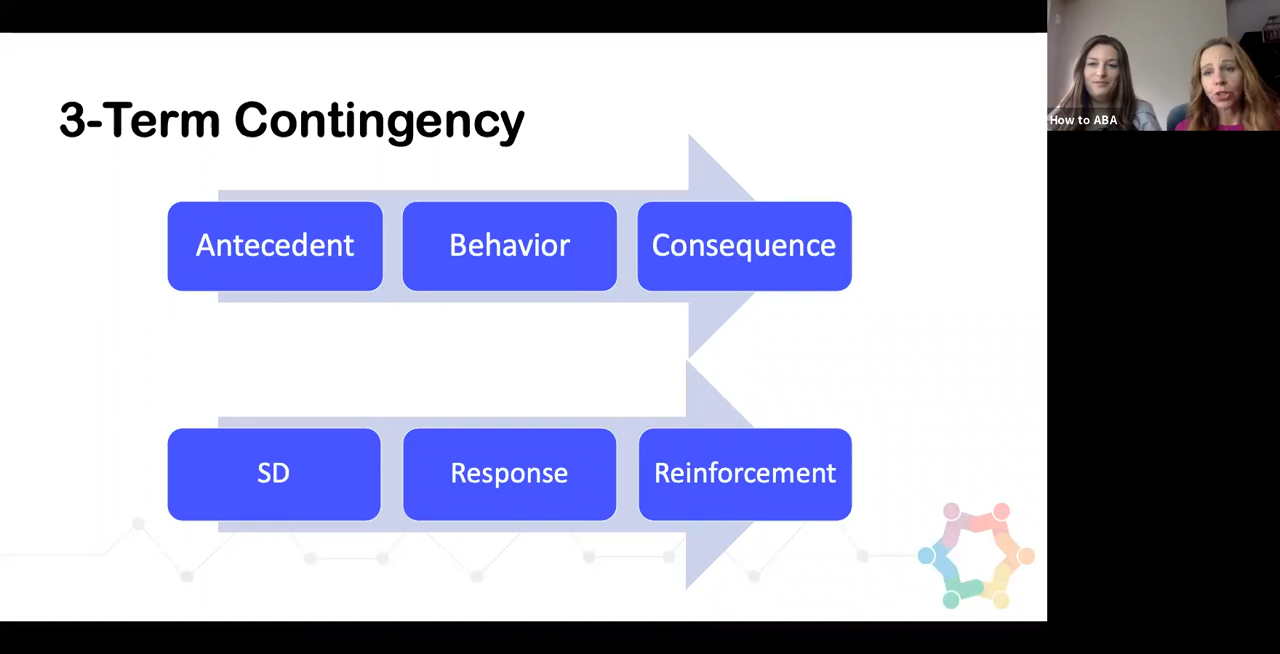 3-Term Contingency
Antecedent Behavior Consequence
SD Response Reinforcement
How to ABA